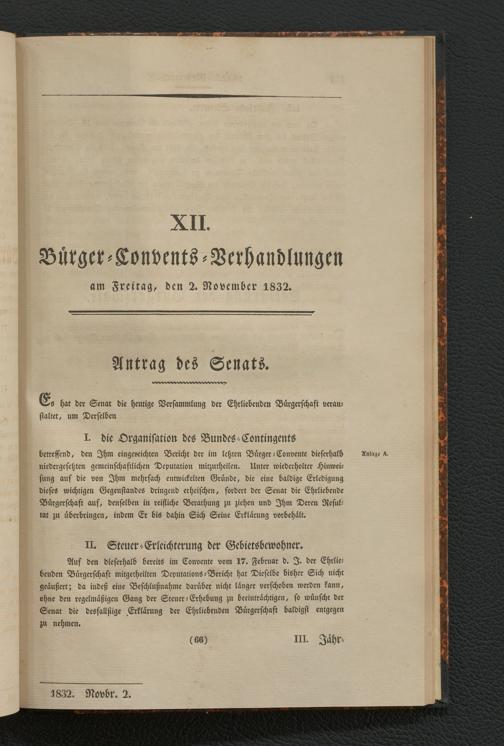 XII.
Bürger-Convents-Verhandlungen
am Freitag, den 2. November 1832.
Antrag des Senats.
Es hat der Senat die heutige Versammlung der Ehrliebenden Bürgerschaft veran-
staltet, um Derselben
I. die Organisation des Bundes-Contingents
betreffend, den Ihm eingereichten Bericht der im letzten Bürger-Convente dieserhalb
Anlage A.
niedergesetzten gemeinschaftlichen Deputation mitzutheilen. Unter wiederholter Hinwei-
sung auf die von Ihm mehrfach entwickelten Gründe, die eine baldige Erledigung
dieses wichtigen Gegenstandes dringend erheischen, fordert der Senat die Ehrliebende
Bürgerschaft auf, denselben in reifliche Berathung zu ziehen und Ihm Deren Resul-
tat zu überbringen, indem Er bis dahin Sich Seine Erklärung vorbehält.
II. Steuer-Erleichterung der Gebietsbewohner.
Auf den dieserhalb bereits im Convente vom 17. Februar d. J. der Ehrlie-
benden Bürgerschaft mitgetheilten Deputations-Bericht hat Dieselbe bisher Sich nicht
geäußert; da indeß eine Beschlußnahme darüber nicht länger verschoben werden kann,
ohne den regelmäßigen Gang der Steuer-Erhebung zu beeinträchtigen, so wünscht der
Senat die desfallsige Erklärung der Ehrliebenden Bürgerschaft baldigst entgegen
zu nehmen.
(66)
III. Jähr-
1832. Novbr. 2.